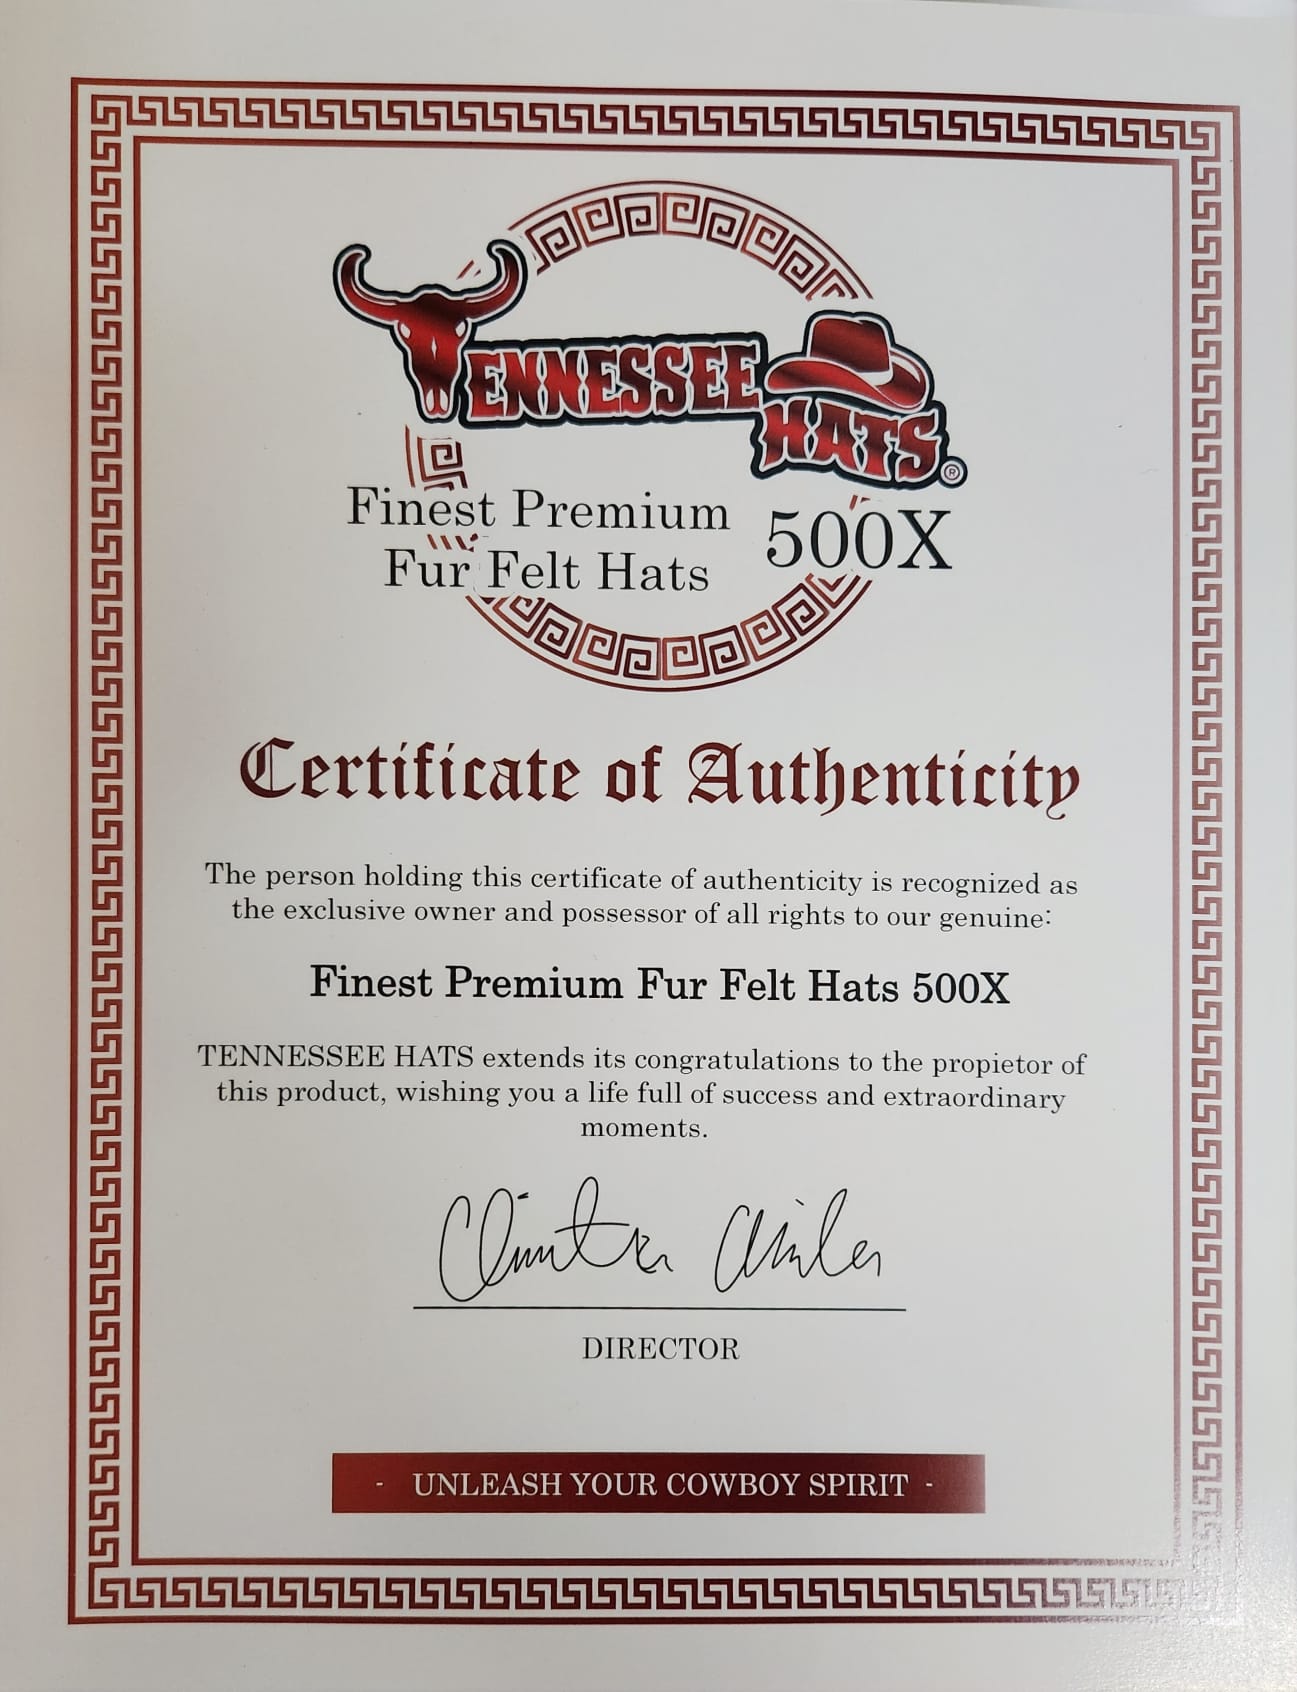 TENNESSEE
HATS®
Finest Premium
Fur Felt Hats
500X
Certificate of Authenticity
The person holding this certificate of authenticity is recognized as
the exclusive owner and possessor of all rights to our genuine:
Finest Premium Fur Felt Hats 500X
TENNESSEE HATS extends its congratulations to the propietor of
this product, wishing you a life full of success and extraordinary
moments.
DIRECTOR
- UNLEASH YOUR COWBOY SPIRIT -